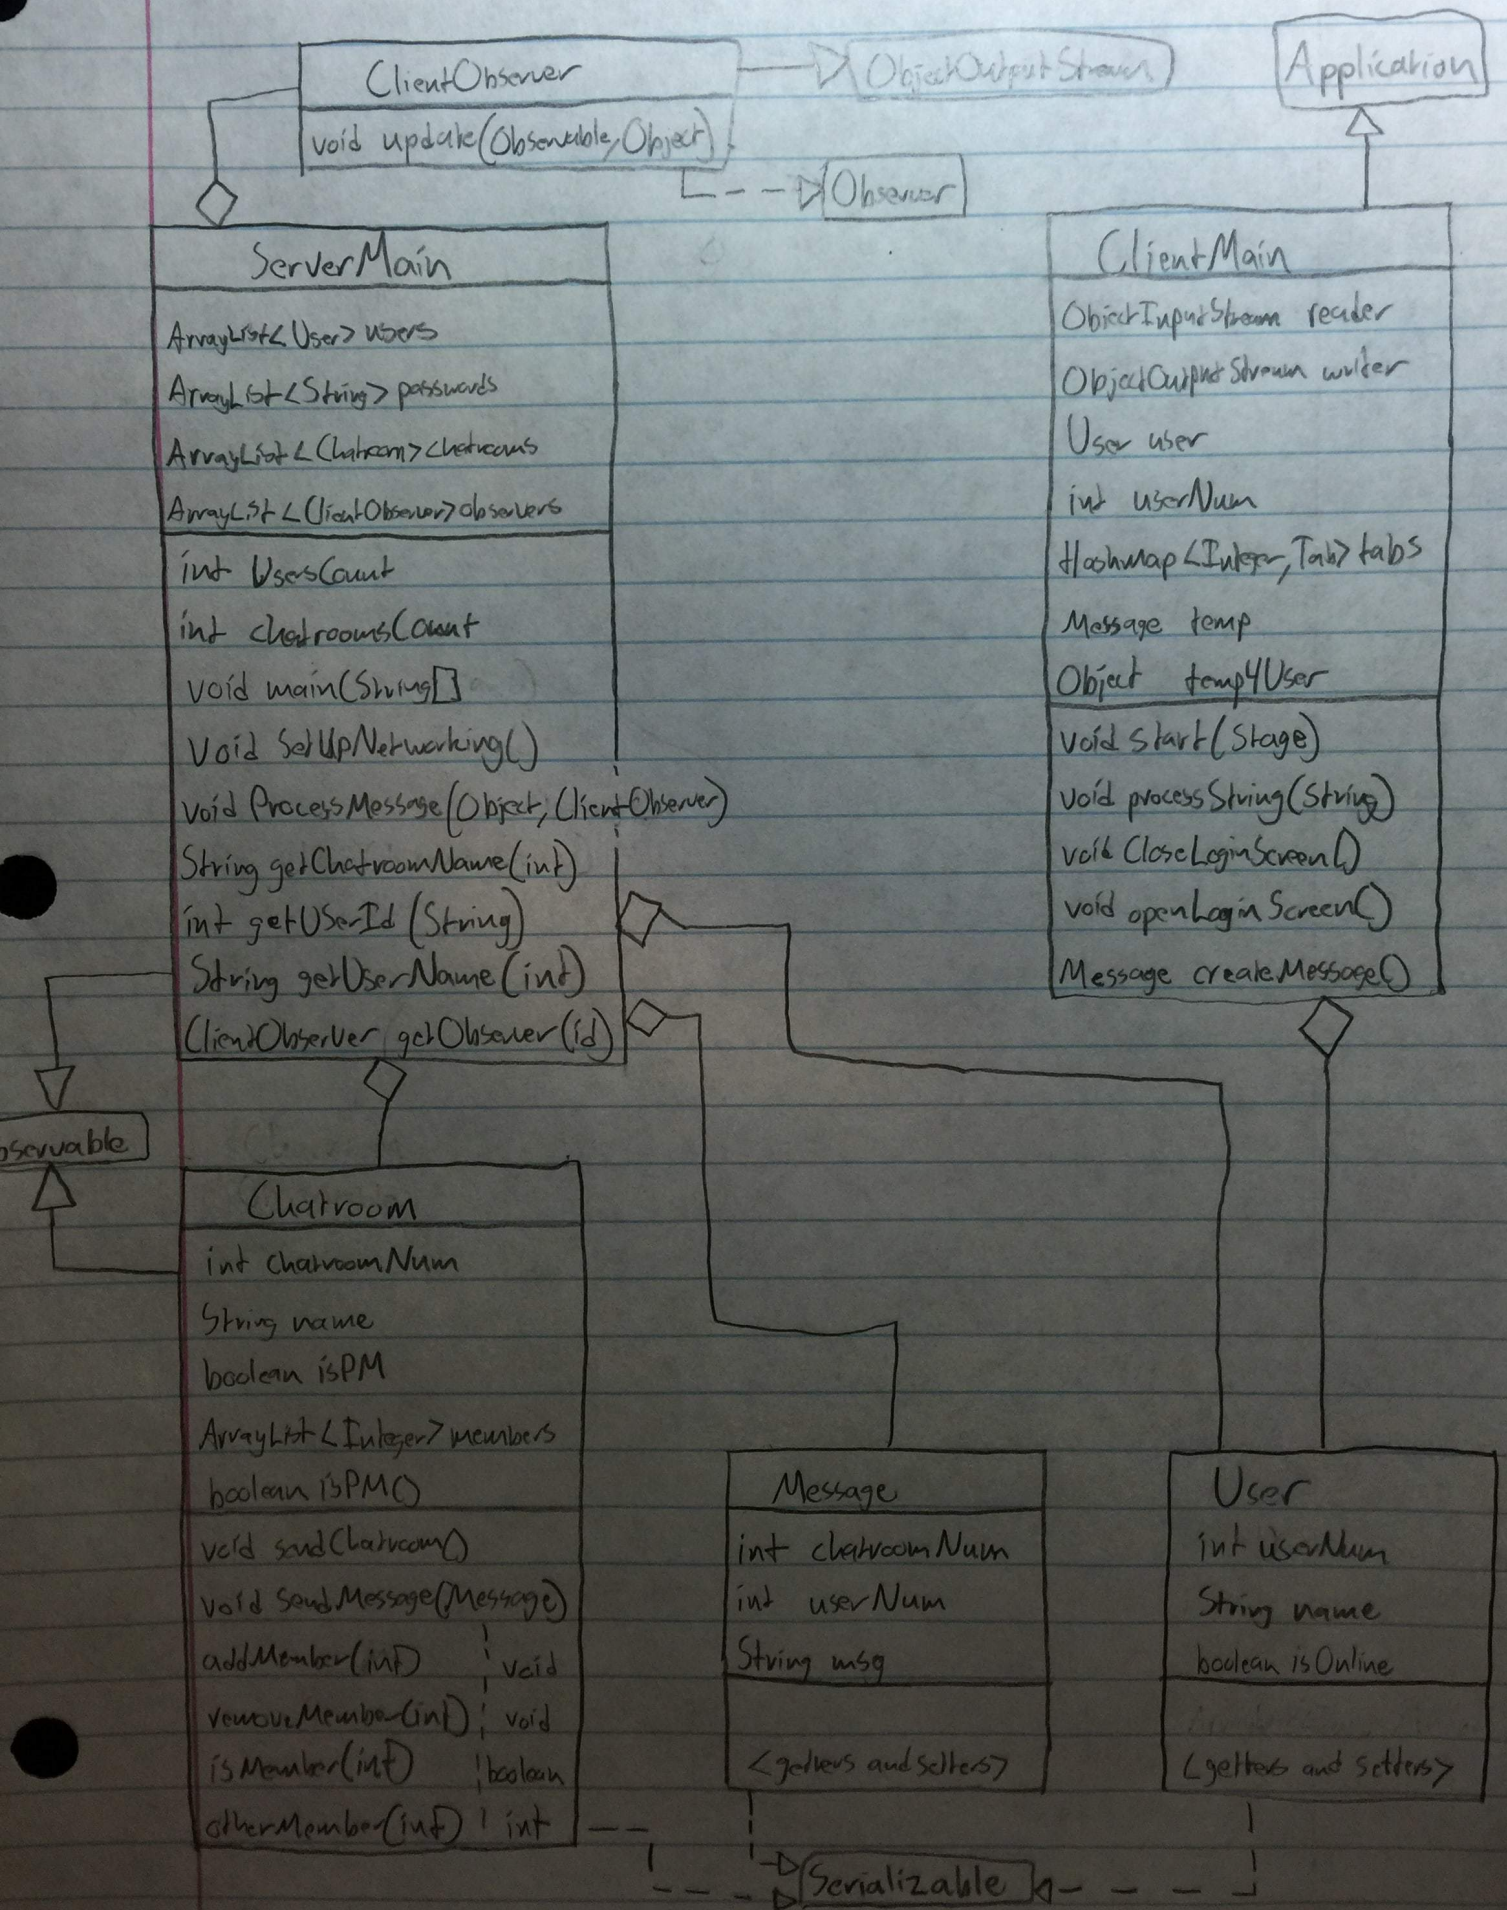 ClientObserver
void update(Observable, Object)
ObjectOutputStream
Observer
Application
ServerMain
ArrayList<User> users
ArrayList<String> passwords
ArrayList<Chatroom> chatrooms
ArrayList<ClientObserver> observers
int UsersCount
int chatroomsCount
void main(String[]
void SetUpNetworking()
void ProcessMessage(Object, ClientObserver)
String getChatroomName(int)
int getUserId(String)
String getUserName(int)
ClientObserver getObserver(id)
ClientMain
ObjectInputStream reader
ObjectOutputStream writer
User user
int userNum
HashMap<Integer, Tab> tabs
Message temp
Object temp4User
void start(Stage)
void processString(String)
void CloseLoginScreen()
void openLoginScreen()
Message createMessage()
bservable
Chatroom
int chatroomNum
String name
boolean isPM
ArrayList<Integer> members
boolean isPM()
void sendChatroom()
void sendMessage(Message)
addMember(int) void
removeMember(int) void
isMember(int) boolean
otherMember(int) int
Message
int chatroomNum
int userNum
String msg
<getters and setters>
User
int userNum
String name
boolean isOnline
<getters and setters>
Serializable